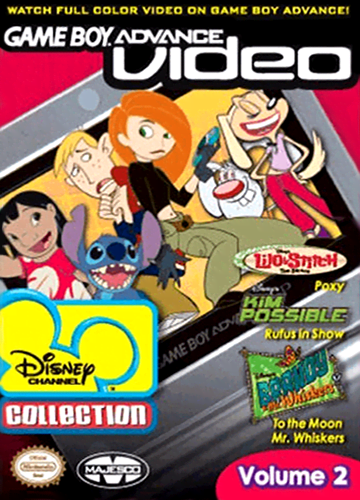 WATCH FULL COLOR VIDEO ON GAME BOY ADVANCE!
GAME BOY ADVANCE
video
Lilo & Stitch
The Series
Poxy
Disney's
KIM
POSSIBLE
Rufus in Show
BRANDY
& Mr. Whiskers
To the Moon
Mr. Whiskers
GAME BOY ADVANCE
Disney
CHANNEL
COLLECTION
Official
Nintendo
Seal
MAJESCO
Volume 2